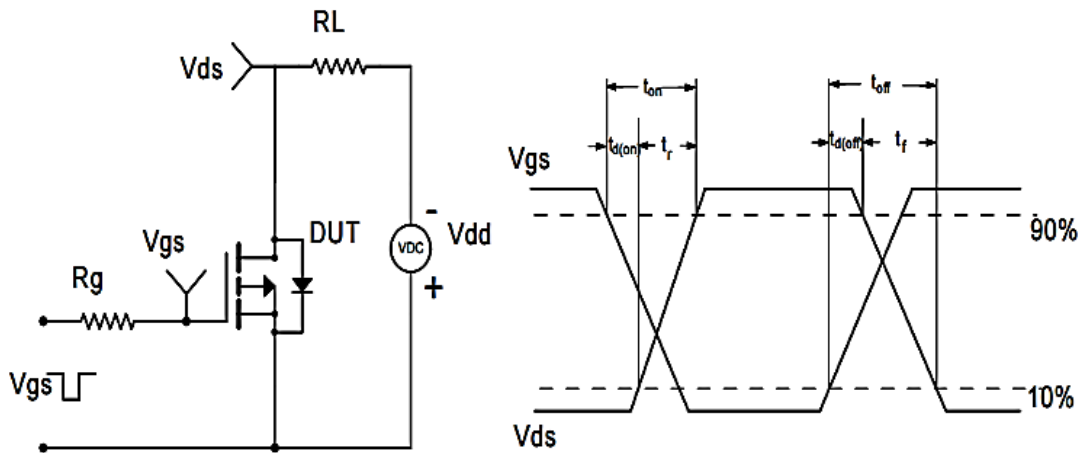 RL
Vds
Vgs
DUT
VDC
-
Vdd
+
Rg
Vgs
ton
toff
td(on)
tr
td(off)
tf
Vgs
90%
10%
Vds